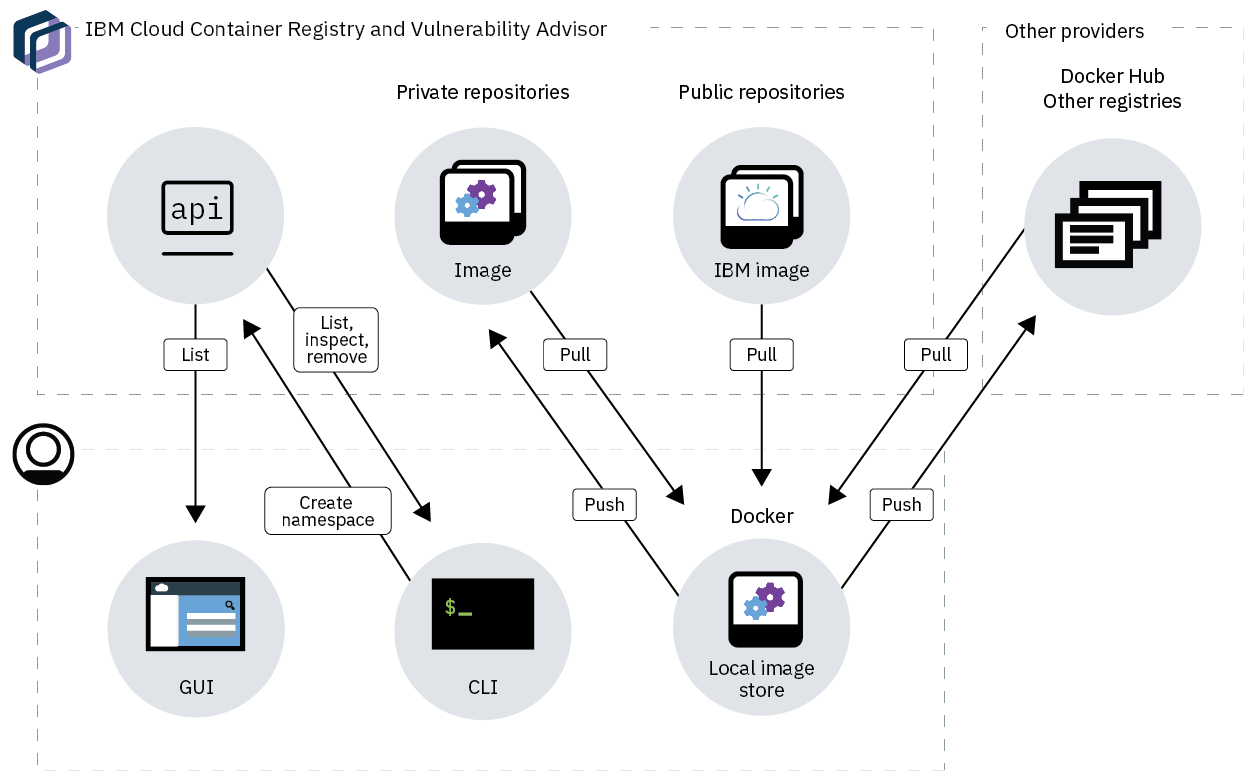 IBM Cloud Container Registry and Vulnerability Advisor
Other providers
Private repositories
Public repositories
Docker Hub
Other registries
api
Image
IBM image
List
List,
inspect,
remove
Pull
Pull
Pull
Create
namespace
Push
Push
Docker
$_
GUI
CLI
Local image
store